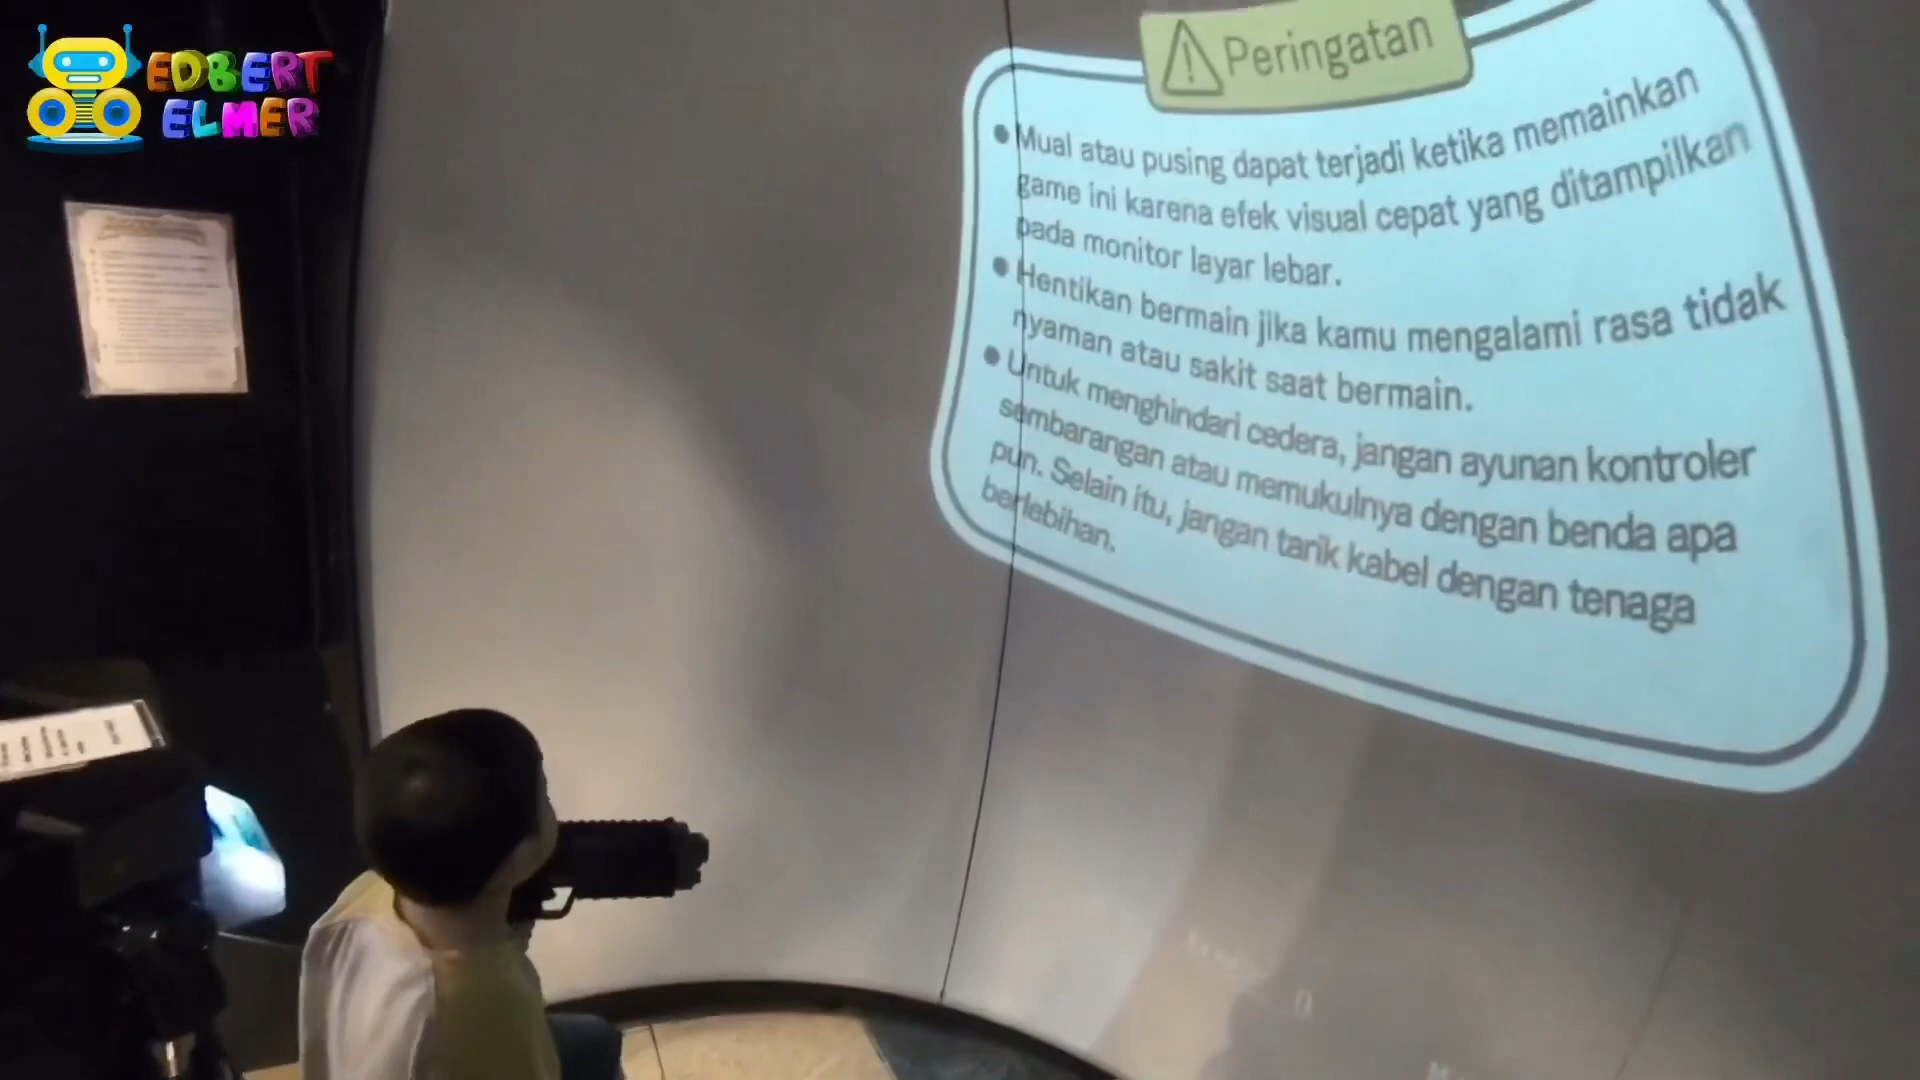 EDBERT
ELMER
Peringatan
● Mual atau pusing dapat terjadi ketika memainkan
game ini karena efek visual cepat yang ditampilkan
pada monitor layar lebar.
● Hentikan bermain jika kamu mengalami rasa tidak
nyaman atau sakit saat bermain.
● Untuk menghindari cedera, jangan ayunan kontroler
sembarangan atau memukulnya dengan benda apa
pun. Selain itu, jangan tarik kabel dengan tenaga
berlebihan.